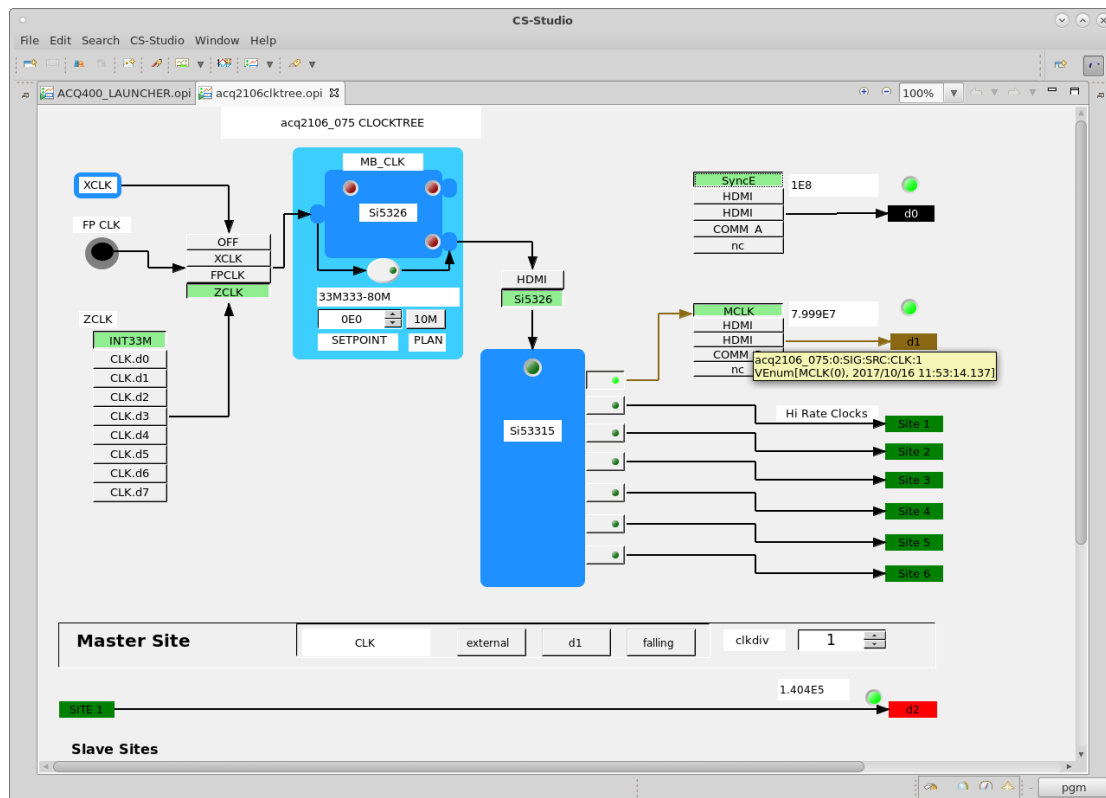 CS-Studio
File Edit Search CS-Studio Window Help
ACQ400_LAUNCHER.opi acq2106clktree.opi 100%
acq2106_075 CLOCKTREE
XCLK
FP CLK
OFF
XCLK
FPCLK
ZCLK
ZCLK
INT33M
CLK.d0
CLK.d1
CLK.d2
CLK.d3
CLK.d4
CLK.d5
CLK.d6
CLK.d7
MB_CLK
Si5326
33M333-80M
0E0 10M
SETPOINT PLAN
HDMI
Si5326
Si53315
SyncE
HDMI
HDMI
COMM_A
nc
1E8
d0
MCLK
HDMI
HDMI
nc
7.999E7
d1
acq2106_075:0:SIG:SRC:CLK:1
VEnum[MCLK(0), 2017/10/16 11:53:14.137]
Hi Rate Clocks
Site 1
Site 2
Site 3
Site 4
Site 5
Site 6
Master Site CLK external d1 falling clkdiv 1
1.404E5
SITE 1 d2
Slave Sites
pgm